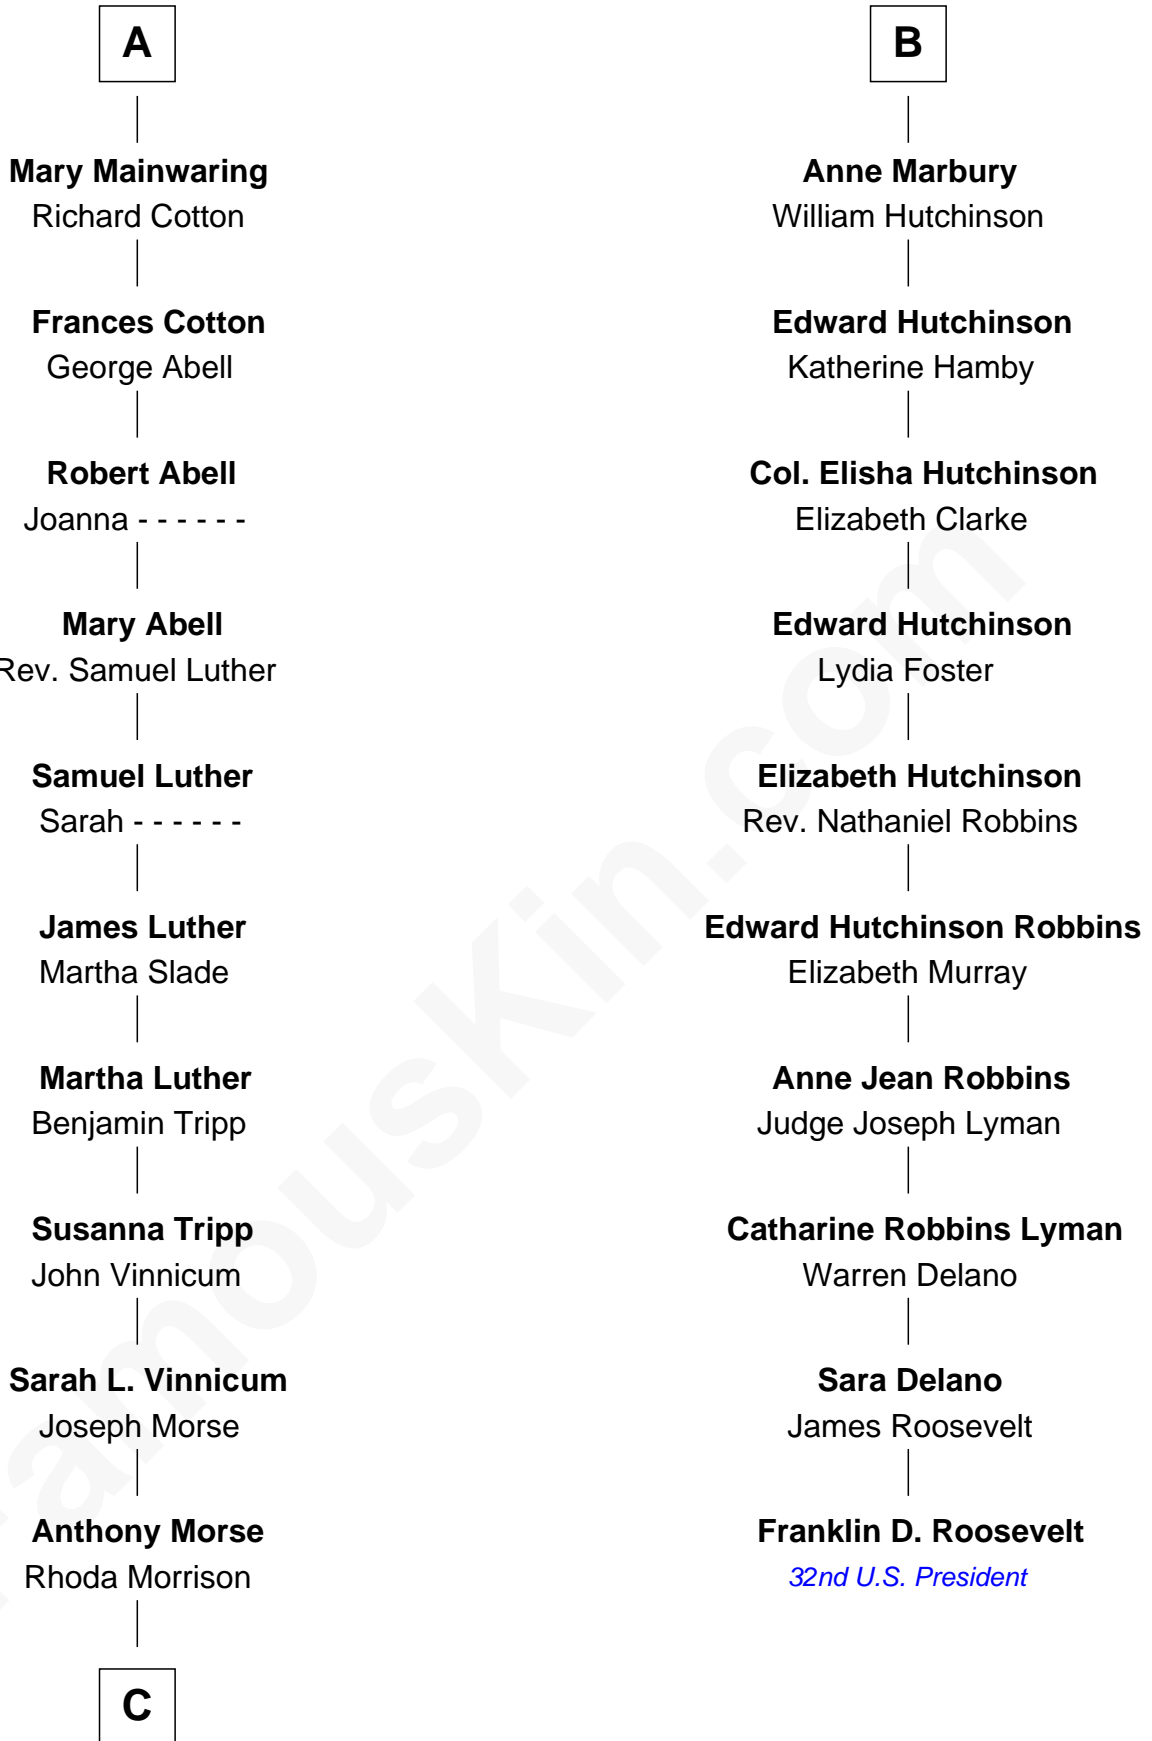 A
Mary Mainwaring
Richard Cotton
Frances Cotton
George Abell
Robert Abell
Joanna - - - - - -
Mary Abell
Rev. Samuel Luther
Samuel Luther
Sarah - - - - - -
James Luther
Martha Slade
Martha Luther
Benjamin Tripp
Susanna Tripp
John Vinnicum
Sarah L. Vinnicum
Joseph Morse
Anthony Morse
Rhoda Morrison
C
B
Anne Marbury
William Hutchinson
Edward Hutchinson
Katherine Hamby
Col. Elisha Hutchinson
Elizabeth Clarke
Edward Hutchinson
Lydia Foster
Elizabeth Hutchinson
Rev. Nathaniel Robbins
Edward Hutchinson Robbins
Elizabeth Murray
Anne Jean Robbins
Judge Joseph Lyman
Catharine Robbins Lyman
Warren Delano
Sara Delano
James Roosevelt
Franklin D. Roosevelt
32nd U.S. President
FamousKin.com